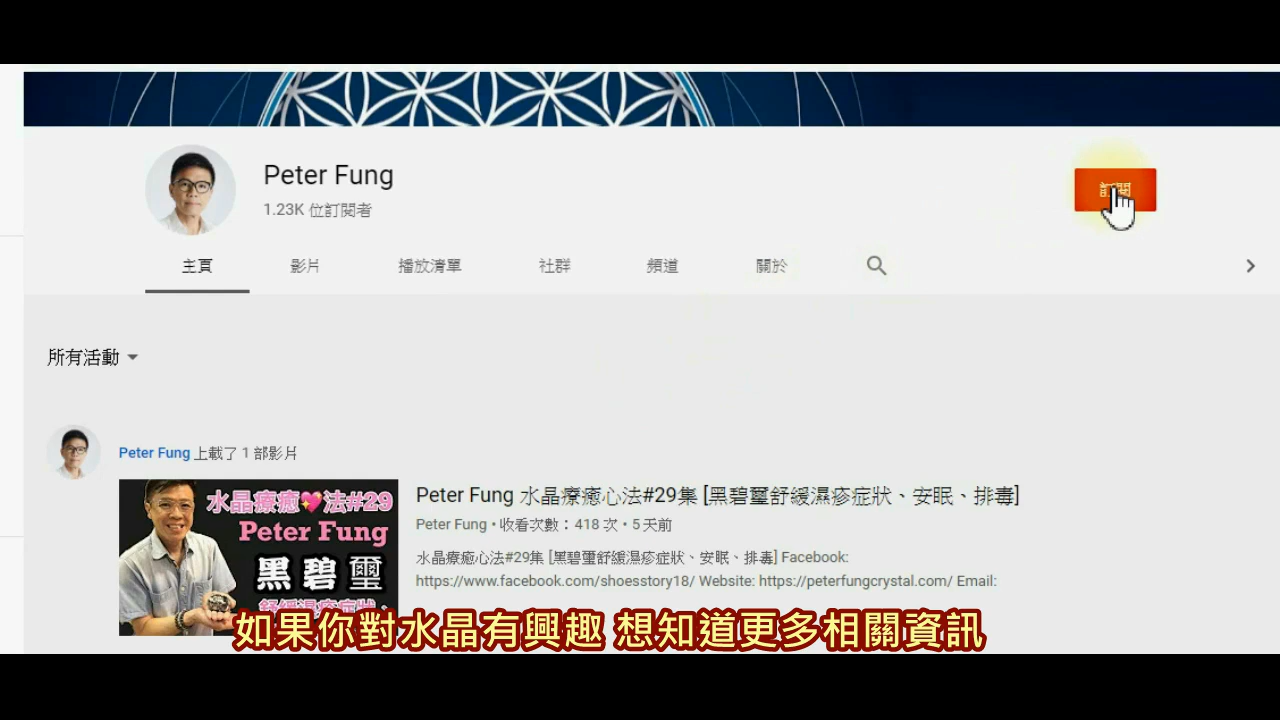 Peter Fung
1.23K 位訂閱者
訂閱
主頁
影片
播放清單
社群
頻道
關於
所有活動
Peter Fung 上載了 1 部影片
水晶療癒💖法#29
Peter Fung
黑碧璽
舒緩濕疹症狀、
Peter Fung 水晶療癒心法#29集 [黑碧璽舒緩濕疹症狀、安眠、排毒]
Peter Fung • 收看次數：418 次 • 5 天前
水晶療癒心法#29集 [黑碧璽舒緩濕疹症狀、安眠、排毒] Facebook:
https://www.facebook.com/shoesstory18/ Website: https://peterfungcrystal.com/ Email:
如果你對水晶有興趣 想知道更多相關資訊